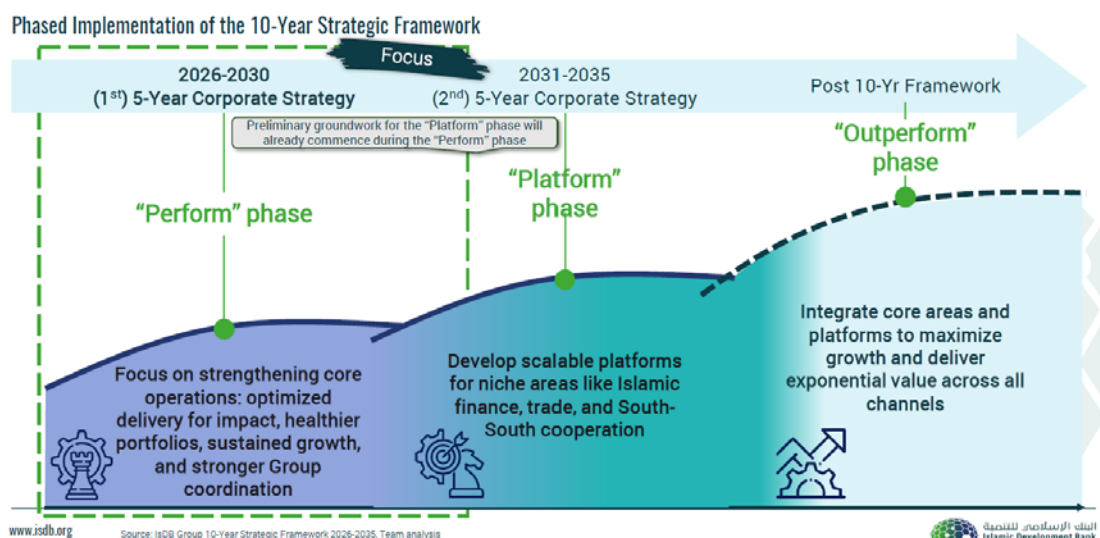 Phased Implementation of the 10-Year Strategic Framework
Focus
2026-2030
(1st) 5-Year Corporate Strategy
2031-2035
(2nd) 5-Year Corporate Strategy
Post 10-Yr Framework
Preliminary groundwork for the “Platform” phase will
already commence during the “Perform” phase
“Perform” phase
“Platform”
phase
“Outperform”
phase
Focus on strengthening core
operations: optimized
delivery for impact, healthier
portfolios, sustained growth,
and stronger Group
coordination
Develop scalable platforms
for niche areas like Islamic
finance, trade, and South-
South cooperation
Integrate core areas and
platforms to maximize
growth and deliver
exponential value across all
channels
www.isdb.org
Source: IsDB Group 10-Year Strategic Framework 2026-2035, Team analysis
البنك الإسلامي للتنمية
Islamic Development Bank